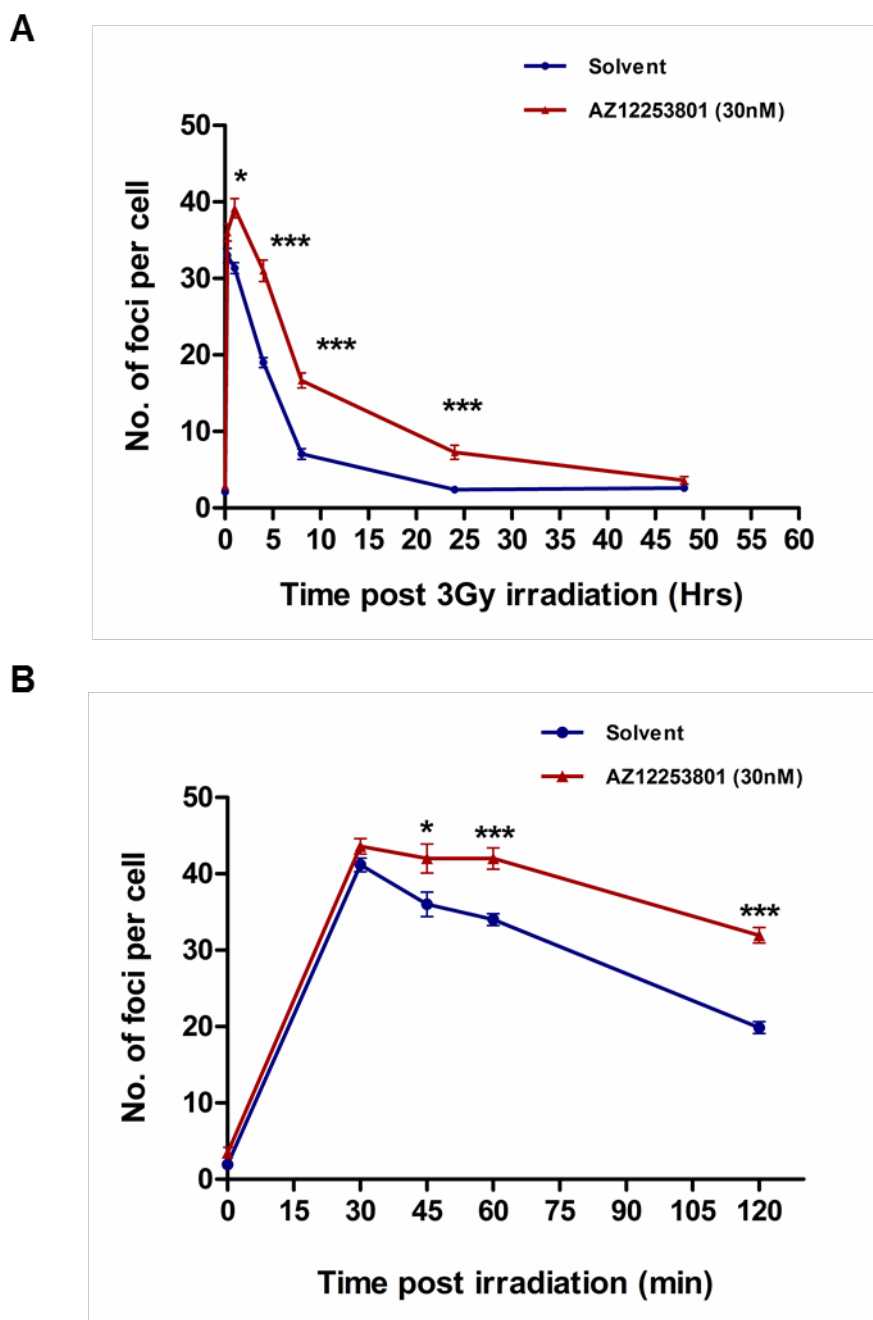 A
Solvent
AZ12253801 (30nM)
No. of foci per cell
50
40
30
20
10
0
*
***
***
***
0 5 10 15 20 25 30 35 40 45 50 55 60
Time post 3Gy irradiation (Hrs)
B
Solvent
AZ12253801 (30nM)
No. of foci per cell
50
40
30
20
10
0
*
***
***
0 15 30 45 60 75 90 105 120
Time post irradiation (min)